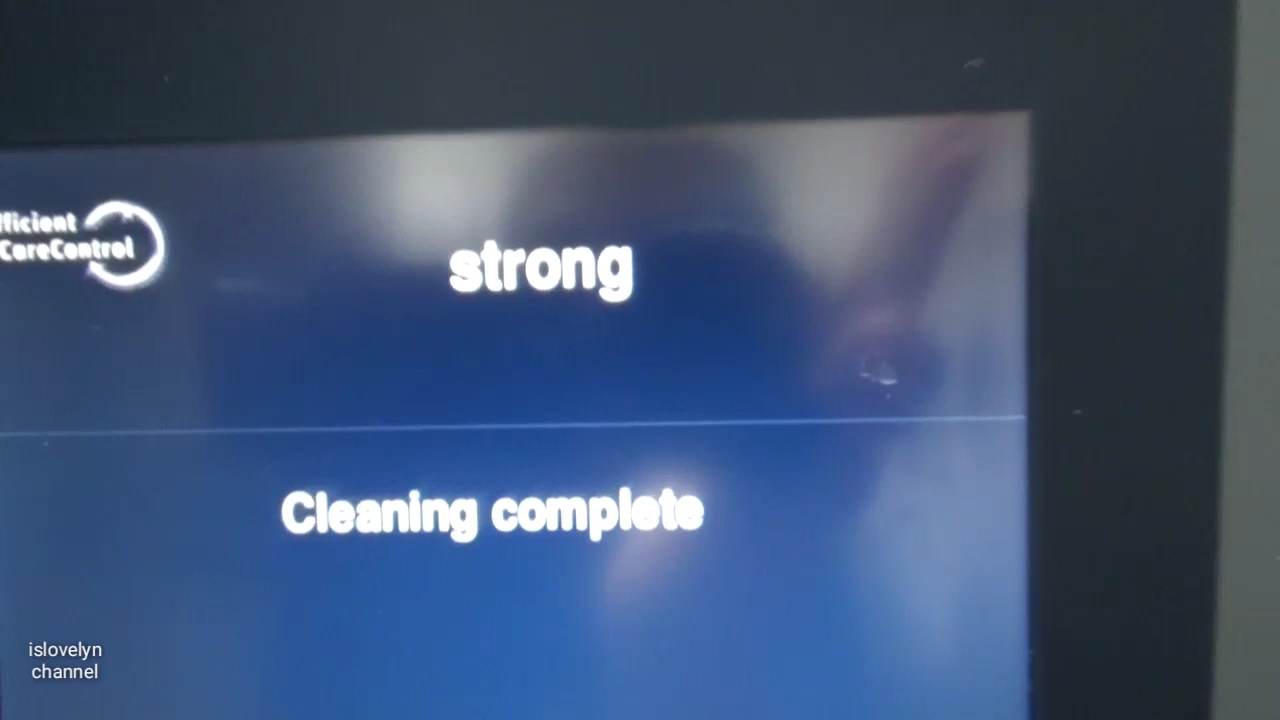 fficient
CareControl
strong
Cleaning complete
islovelyn
channel